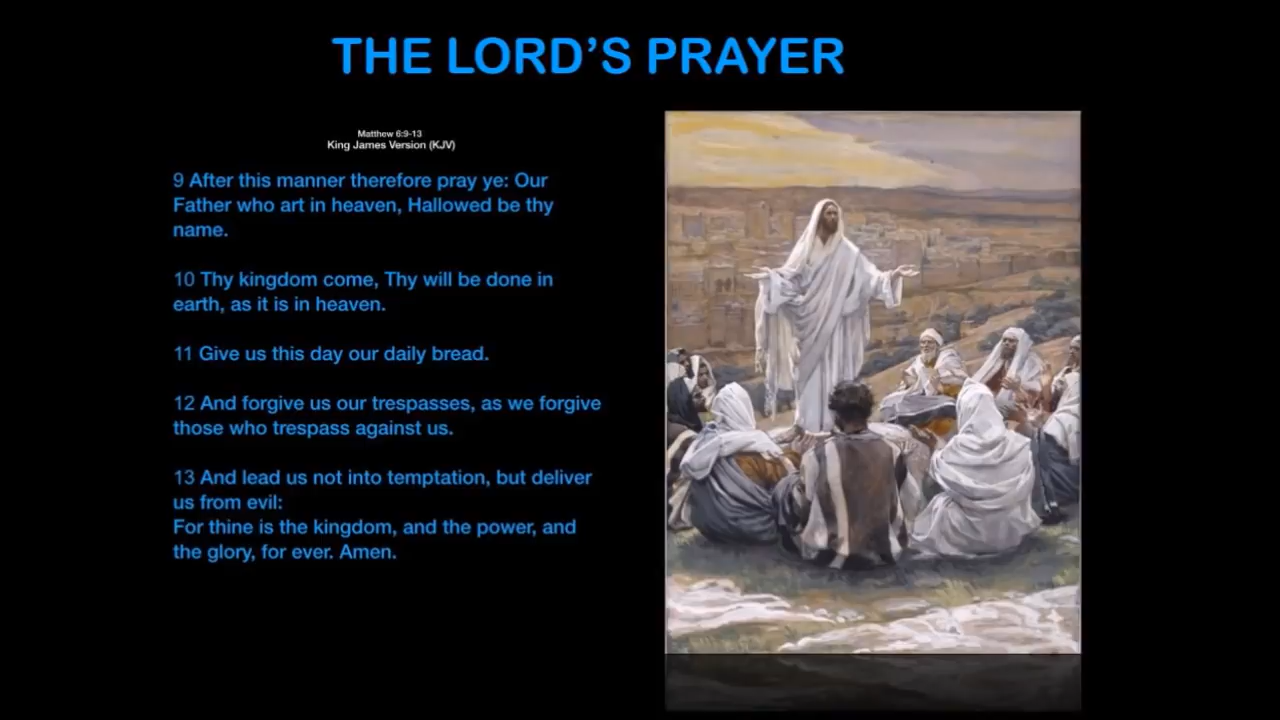 THE LORD’S PRAYER
Matthew 6:9-13
King James Version (KJV)
9 After this manner therefore pray ye: Our
Father who art in heaven, Hallowed be thy
name.
10 Thy kingdom come, Thy will be done in
earth, as it is in heaven.
11 Give us this day our daily bread.
12 And forgive us our trespasses, as we forgive
those who trespass against us.
13 And lead us not into temptation, but deliver
us from evil:
For thine is the kingdom, and the power, and
the glory, for ever. Amen.